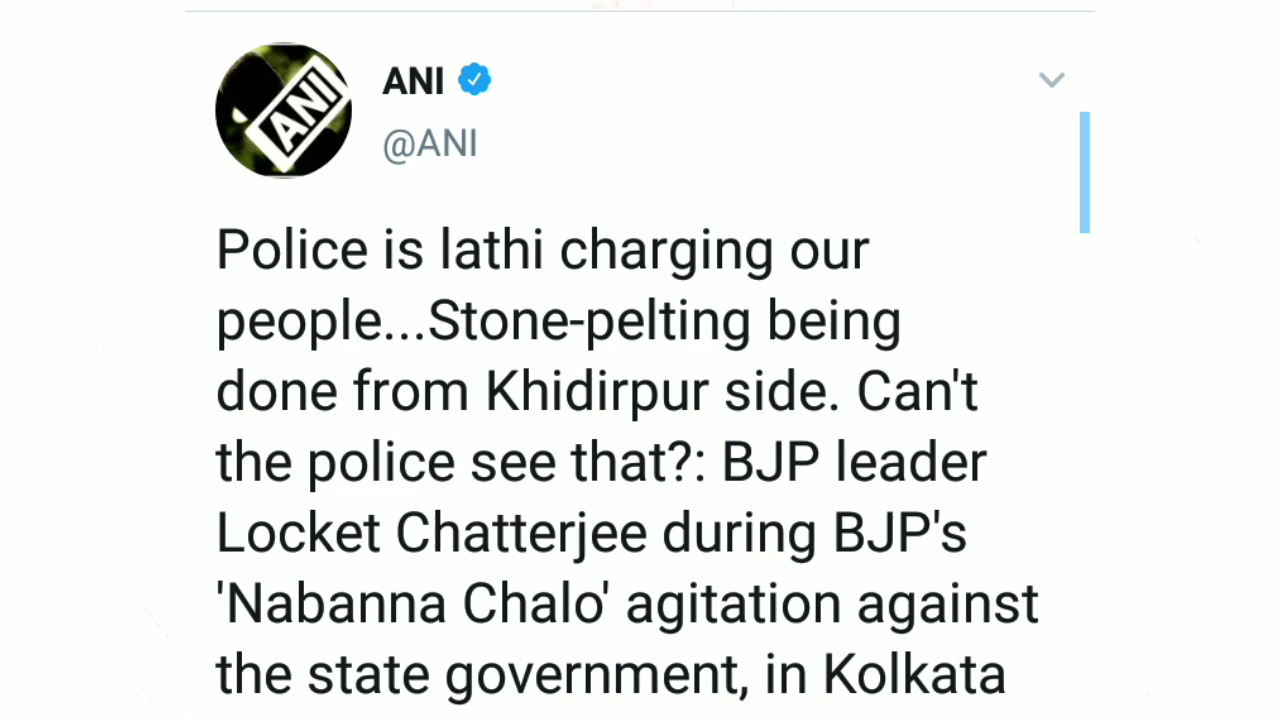 ANI
ANI
@ANI
Police is lathi charging our
people...Stone-pelting being
done from Khidirpur side. Can't
the police see that?: BJP leader
Locket Chatterjee during BJP's
'Nabanna Chalo' agitation against
the state government, in Kolkata